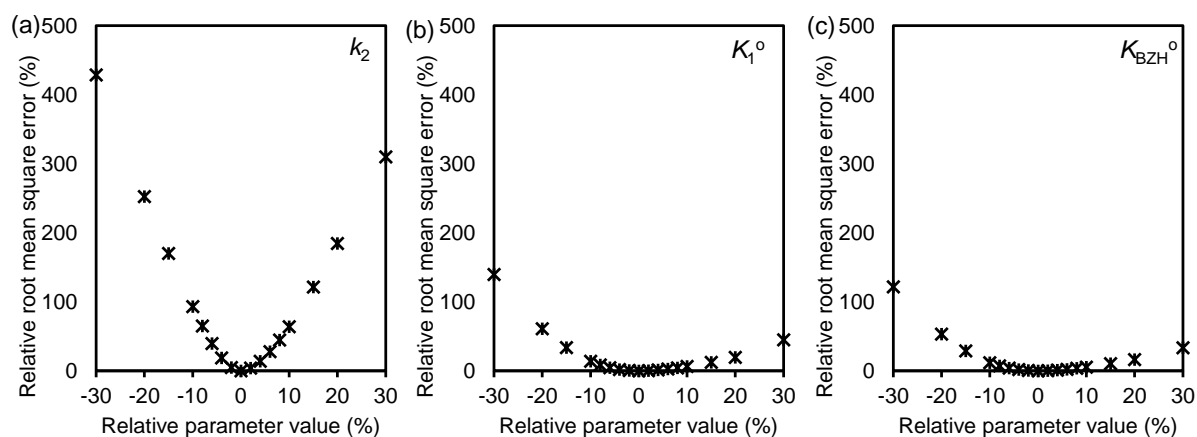 (a)
Relative root mean square error (%)
500
400
300
200
100
0
k₂
-30 -20 -10 0 10 20 30
Relative parameter value (%)
(b)
Relative root mean square error (%)
500
400
300
200
100
0
K₁º
-30 -20 -10 0 10 20 30
Relative parameter value (%)
(c)
Relative root mean square error (%)
500
400
300
200
100
0
K_BZHº
-30 -20 -10 0 10 20 30
Relative parameter value (%)